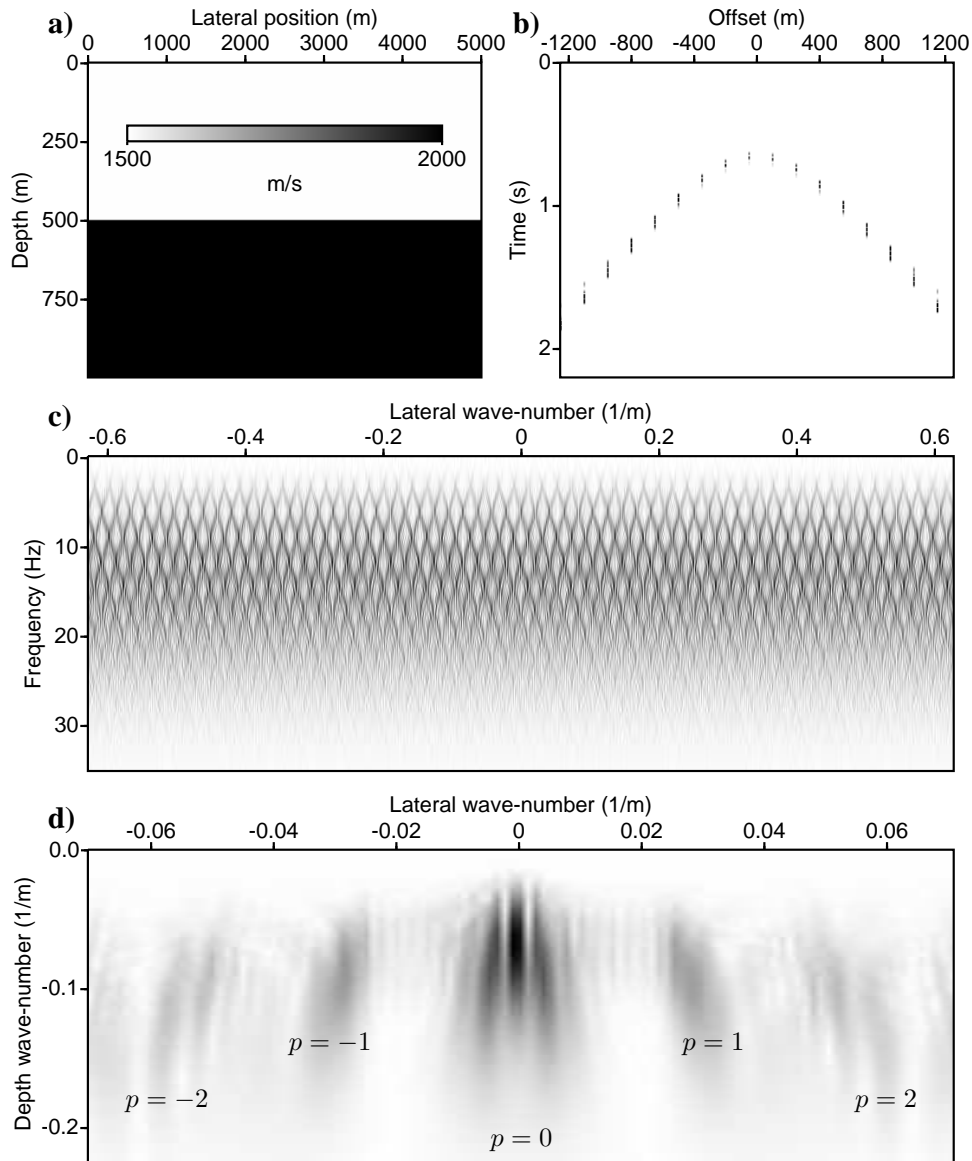 a)
Lateral position (m)
0 1000 2000 3000 4000 5000
Depth (m)
0
250
500
750
1500 2000
m/s
b)
Offset (m)
-1200 -800 -400 0 400 800 1200
Time (s)
0
1
2
c)
Lateral wave-number (1/m)
-0.6 -0.4 -0.2 0 0.2 0.4 0.6
Frequency (Hz)
0
10
20
30
d)
Lateral wave-number (1/m)
-0.06 -0.04 -0.02 0 0.02 0.04 0.06
Depth wave-number (1/m)
0.0
-0.1
-0.2
p = −1
p = 1
p = −2
p = 2
p = 0